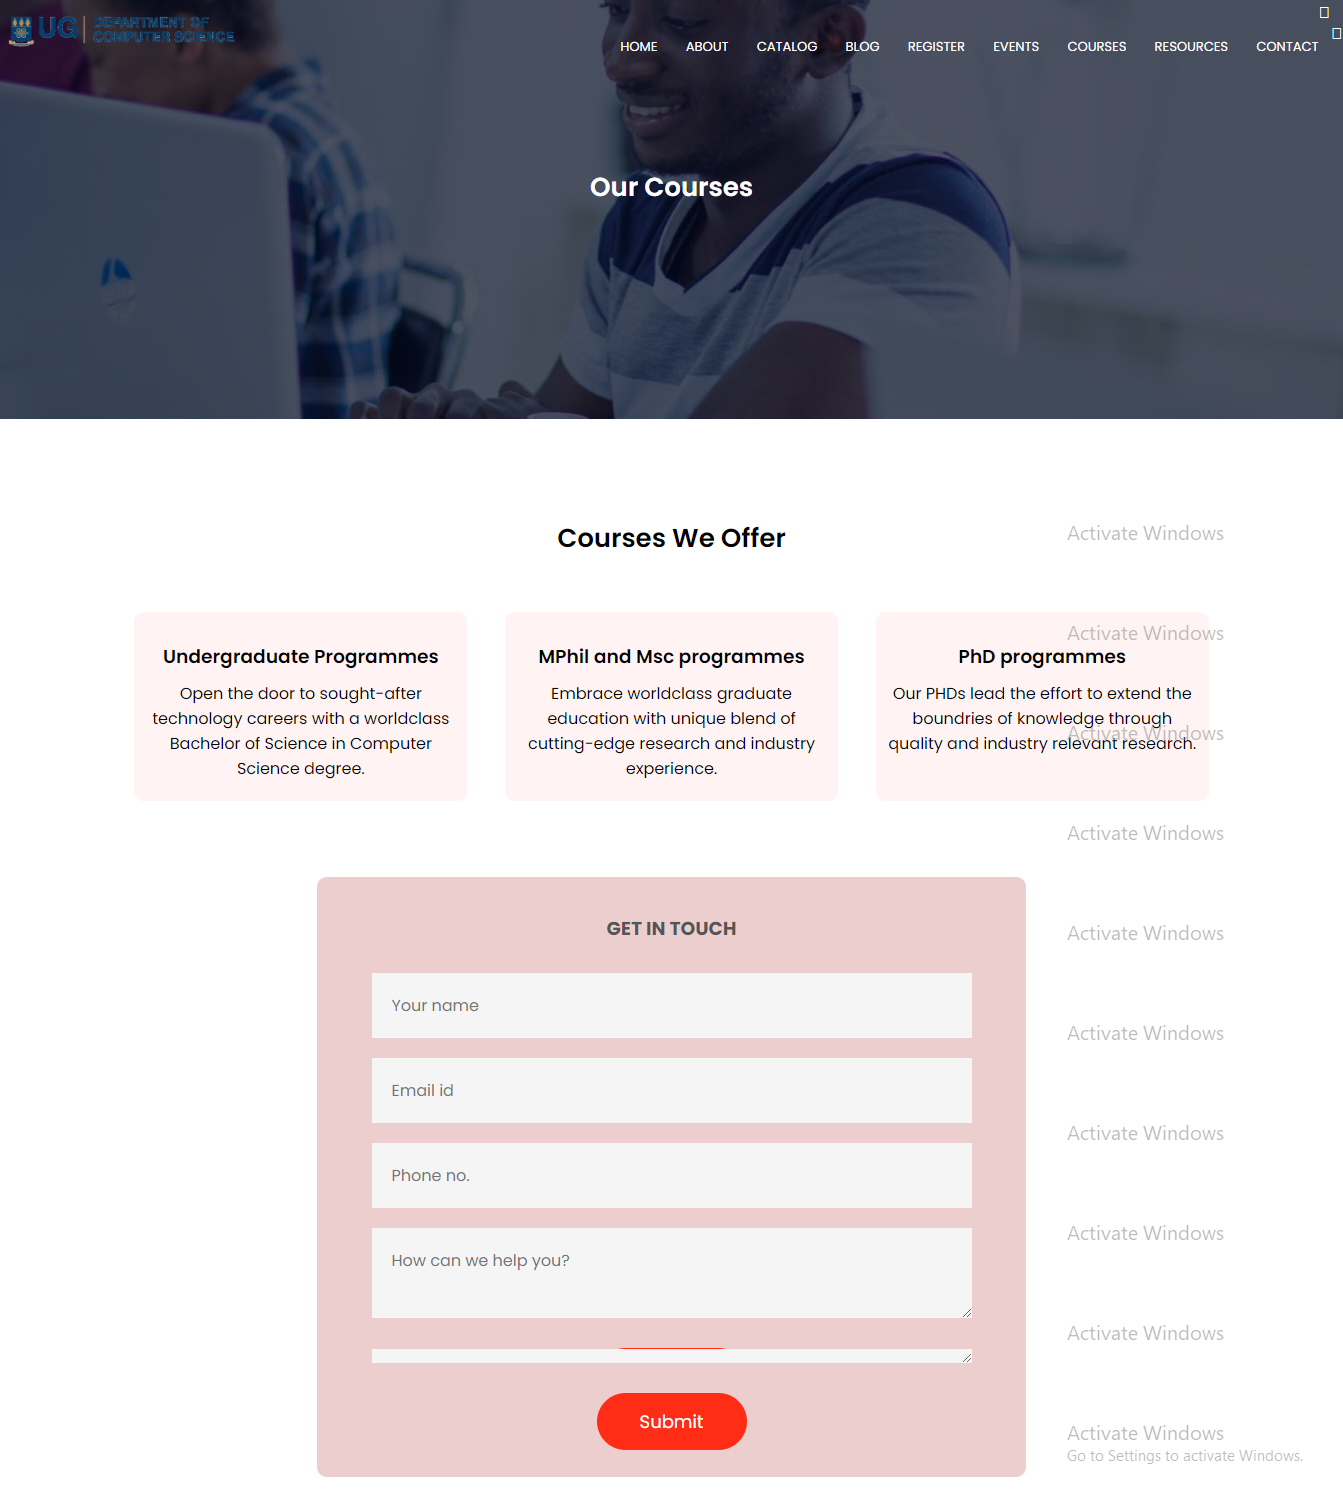 UG
DEPARTMENT OF
COMPUTER SCIENCE
HOME ABOUT CATALOG BLOG REGISTER EVENTS COURSES RESOURCES CONTACT
Our Courses
Courses We Offer
Activate Windows
Activate Windows
Undergraduate Programmes
Open the door to sought-after
technology careers with a worldclass
Bachelor of Science in Computer
Science degree.
MPhil and Msc programmes
Embrace worldclass graduate
education with unique blend of
cutting-edge research and industry
experience.
PhD programmes
Our PHDs lead the effort to extend the
boundries of knowledge through
quality and industry relevant research.
Activate Windows
Activate Windows
GET IN TOUCH
Activate Windows
Your name
Activate Windows
Email id
Activate Windows
Phone no.
Activate Windows
How can we help you?
Activate Windows
Submit
Activate Windows
Go to Settings to activate Windows.